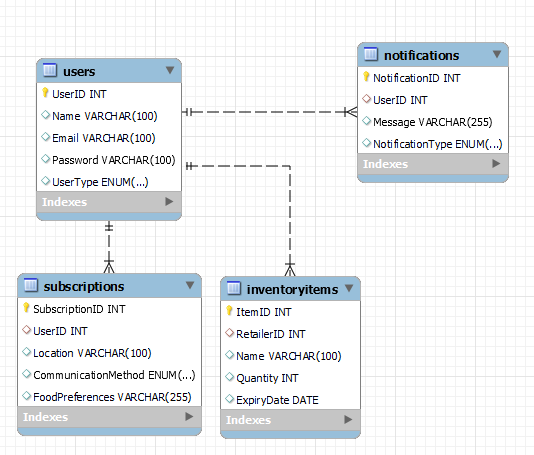 users
UserID INT
Name VARCHAR(100)
Email VARCHAR(100)
Password VARCHAR(100)
UserType ENUM(...)
Indexes
notifications
NotificationID INT
UserID INT
Message VARCHAR(255)
NotificationType ENUM(...)
Indexes
subscriptions
SubscriptionID INT
UserID INT
Location VARCHAR(100)
CommunicationMethod ENUM(...)
FoodPreferences VARCHAR(255)
Indexes
inventoryitems
ItemID INT
RetailerID INT
Name VARCHAR(100)
Quantity INT
ExpiryDate DATE
Indexes